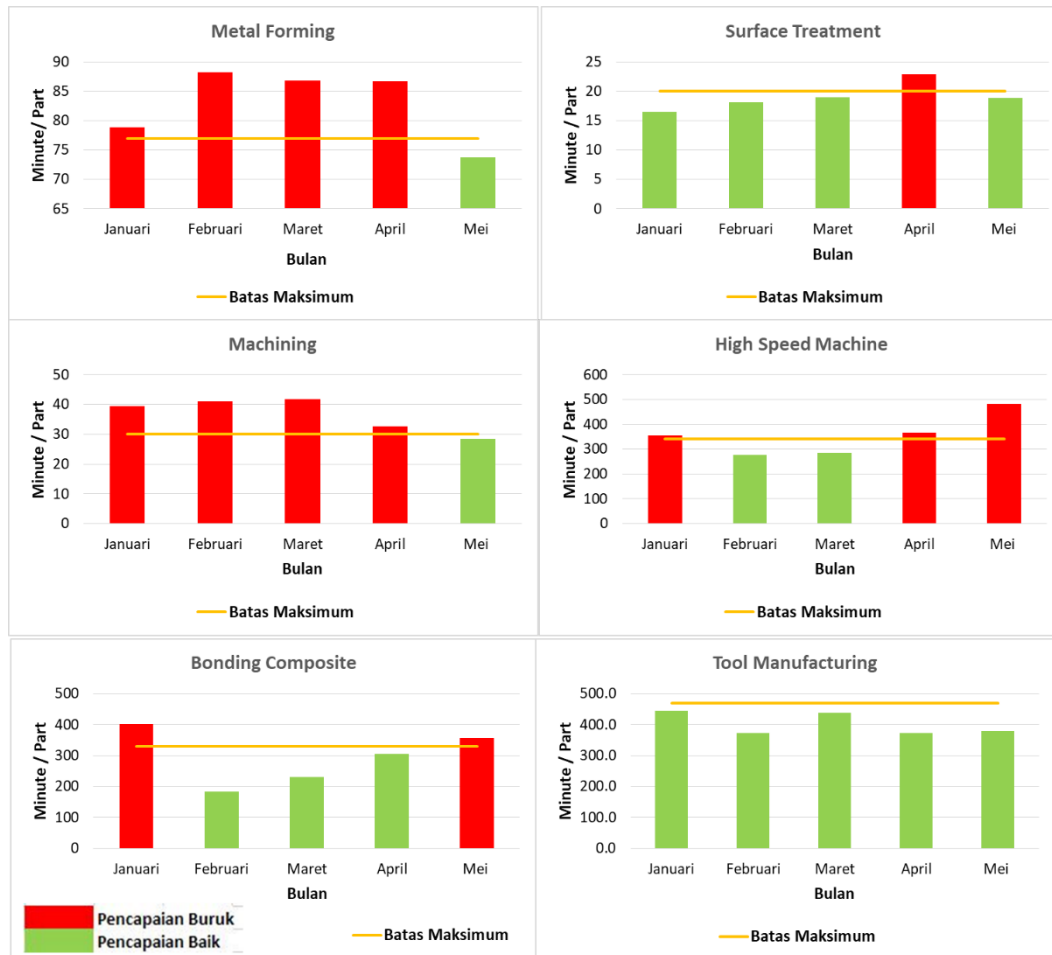 Metal Forming
Minute/ Part
90
85
80
75
70
65
Januari Februari Maret April Mei
Bulan
Batas Maksimum
Surface Treatment
Minute / Part
25
20
15
10
5
0
Januari Februari Maret April Mei
Bulan
Batas Maksimum
Machining
Minute / Part
50
40
30
20
10
0
Januari Februari Maret April Mei
Bulan
Batas Maksimum
High Speed Machine
Minute / Part
600
500
400
300
200
100
0
Januari Februari Maret April Mei
Bulan
Batas Maksimum
Bonding Composite
Minute / Part
500
400
300
200
100
0
Januari Februari Maret April Mei
Bulan
Pencapaian Buruk
Pencapaian Baik
Batas Maksimum
Tool Manufacturing
Minute / Part
500.0
400.0
300.0
200.0
100.0
0.0
Januari Februari Maret April Mei
Bulan
Batas Maksimum